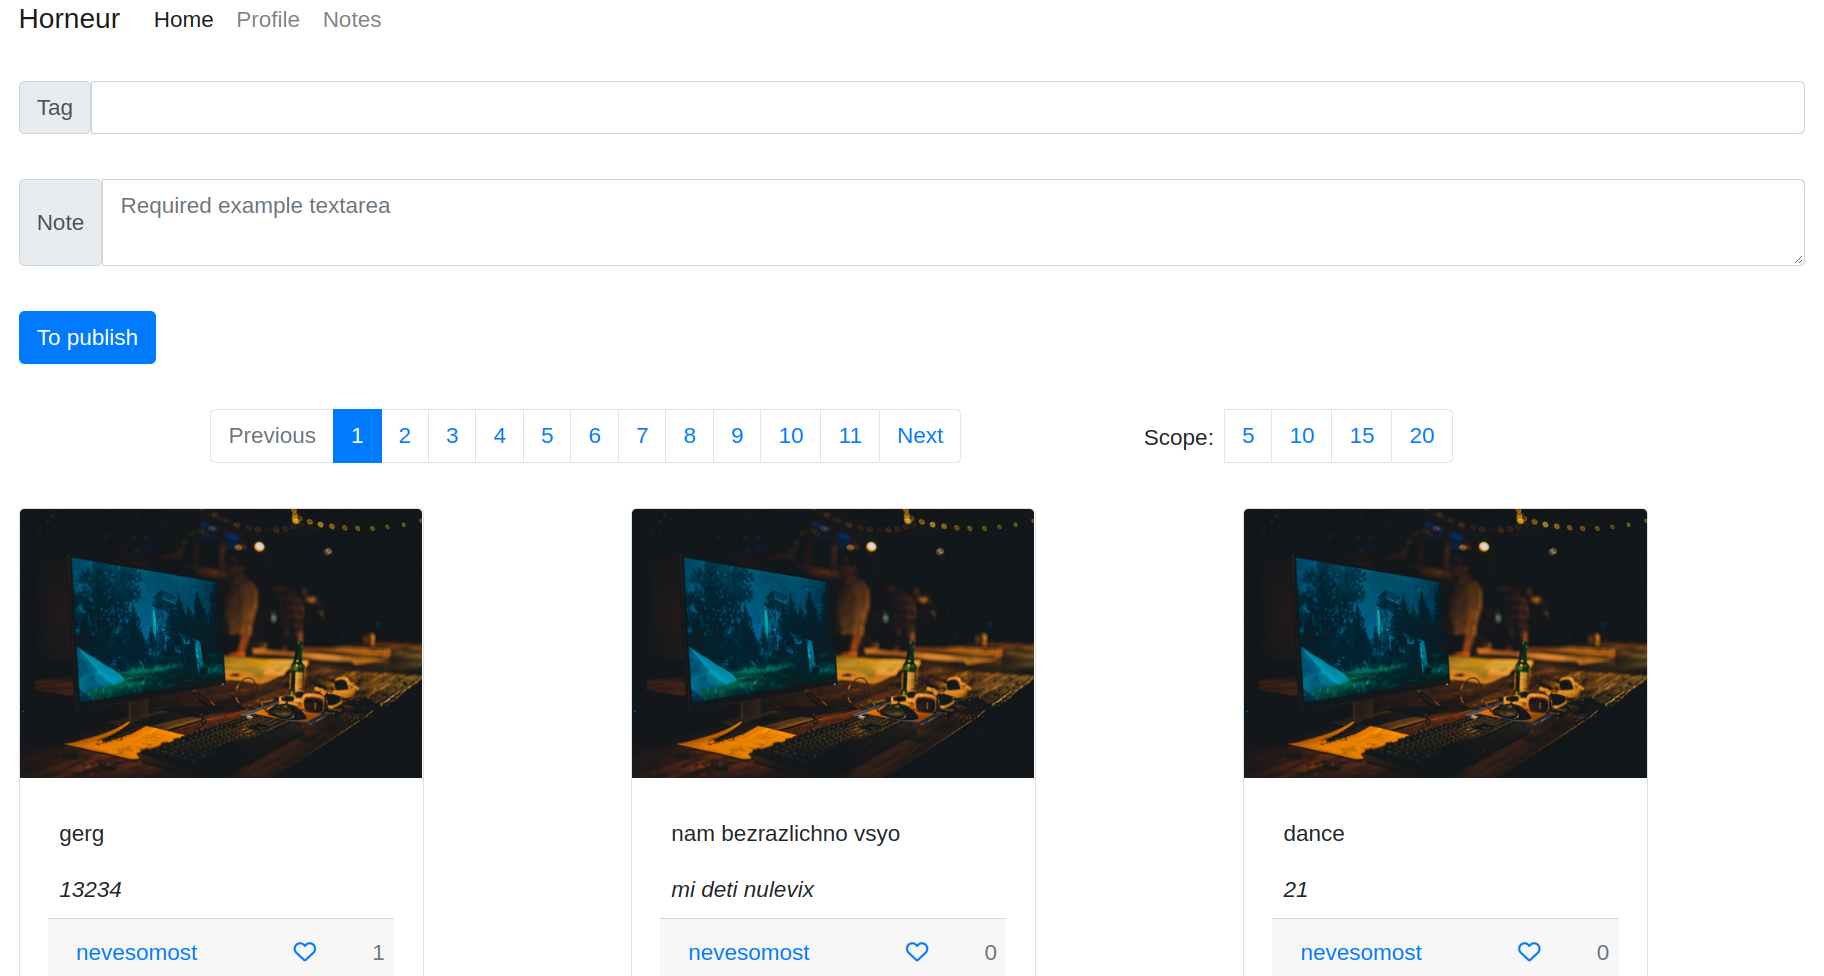 Horneur Home Profile Notes
Tag
Note Required example textarea
To publish
Previous 1 2 3 4 5 6 7 8 9 10 11 Next Scope: 5 10 15 20
gerg
13234
nevesomost 1
nam bezrazlichno vsyo
mi deti nulevix
nevesomost 0
dance
21
nevesomost 0